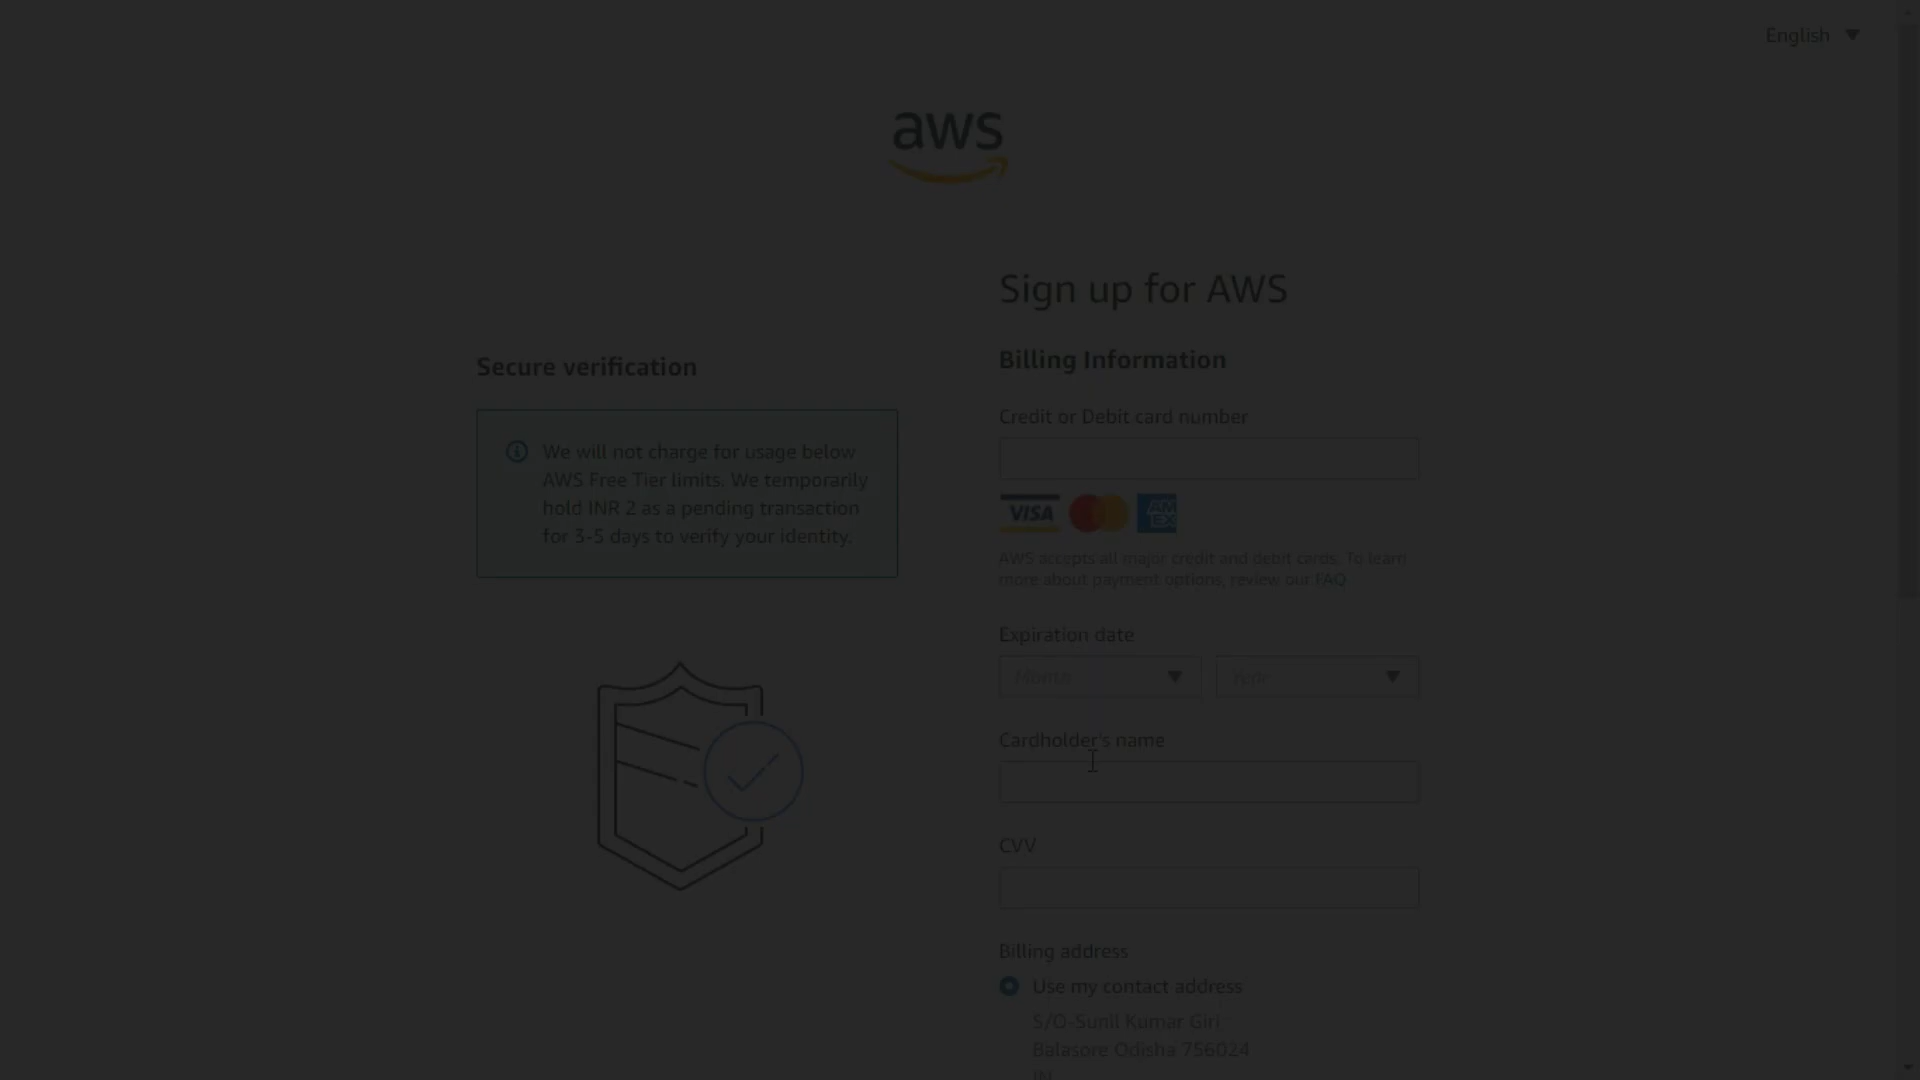 English
aws
Sign up for AWS
Secure verification
We will not charge for usage below
AWS Free Tier limits. We temporarily
hold INR 2 as a pending transaction
for 3-5 days to verify your identity.
Billing Information
Credit or Debit card number
VISA
AM
EX
AWS accepts all major credit and debit cards. To learn
more about payment options, review our FAQ
Expiration date
Month
Year
Cardholder's name
CVV
Billing address
Use my contact address
S/O-Sunil Kumar Giri
Balasore Odisha 756024
IN